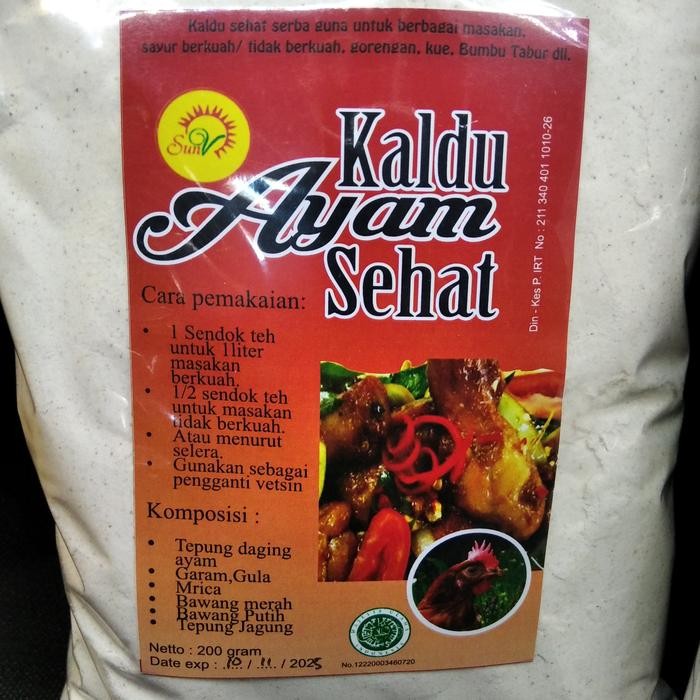 Kaldu sehat serba guna untuk berbagai masakan,
sayur berkuah/ tidak berkuah, gorengan, kue, Bumbu Tabur dll.
Sun V
Kaldu
Ayam
Sehat
Din - Kes P. IRT No : 211 340 401 1010-26
Cara pemakaian:
• 1 Sendok teh
untuk 1liter
masakan
berkuah,
• 1/2 sendok teh
untuk masakan
tidak berkuah.
• Atau menurut
selera.
• Gunakan sebagai
pengganti vetsin
Komposisi :
• Tepung daging
ayam
• Garam,Gula
• Mrica
• Bawang merah
• Bawang Putih
• Tepung Jagung
Netto : 200 gram
Date exp : 10 / 11 / 2025
No.12220003460720